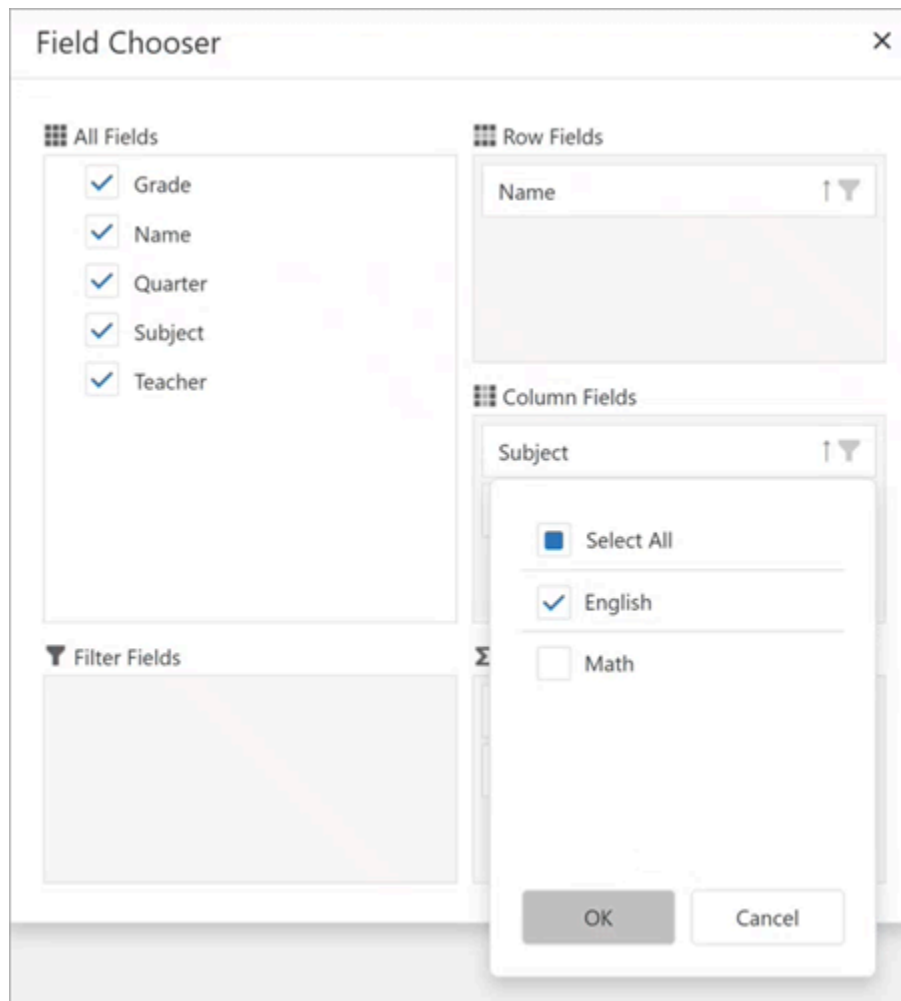 Field Chooser
All Fields
Grade
Name
Quarter
Subject
Teacher
Row Fields
Name
Column Fields
Subject
Select All
English
Math
OK
Cancel
Filter Fields
Σ